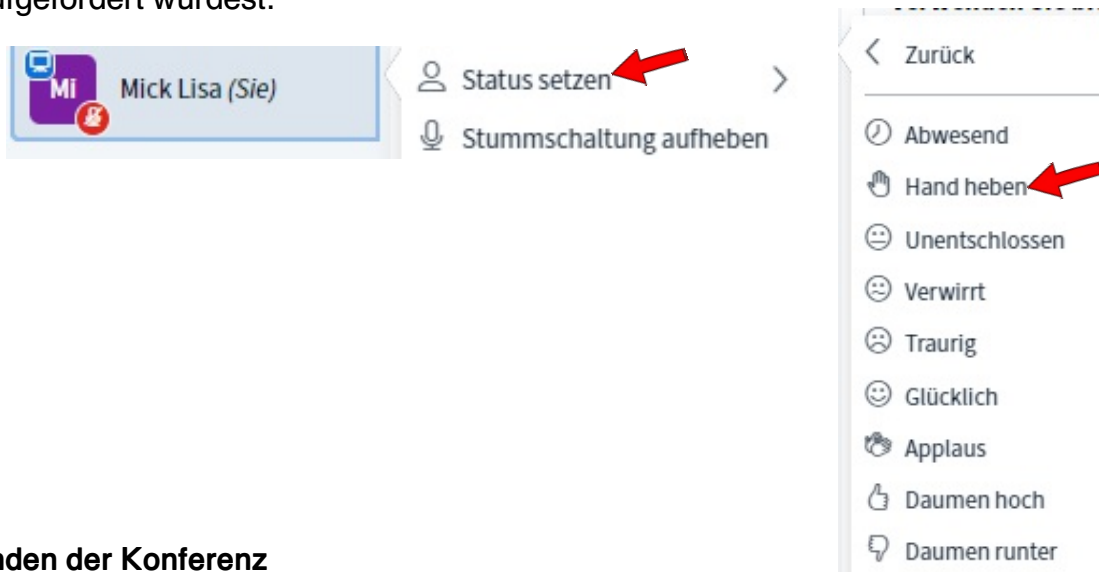 wurdest.
Mi
Mick Lisa (Sie)
Status setzen
Stummschaltung aufheben
Zurück
Abwesend
Hand heben
Unentschlossen
Verwirrt
Traurig
Glücklich
Applaus
Daumen hoch
Daumen runter
der Konferenz